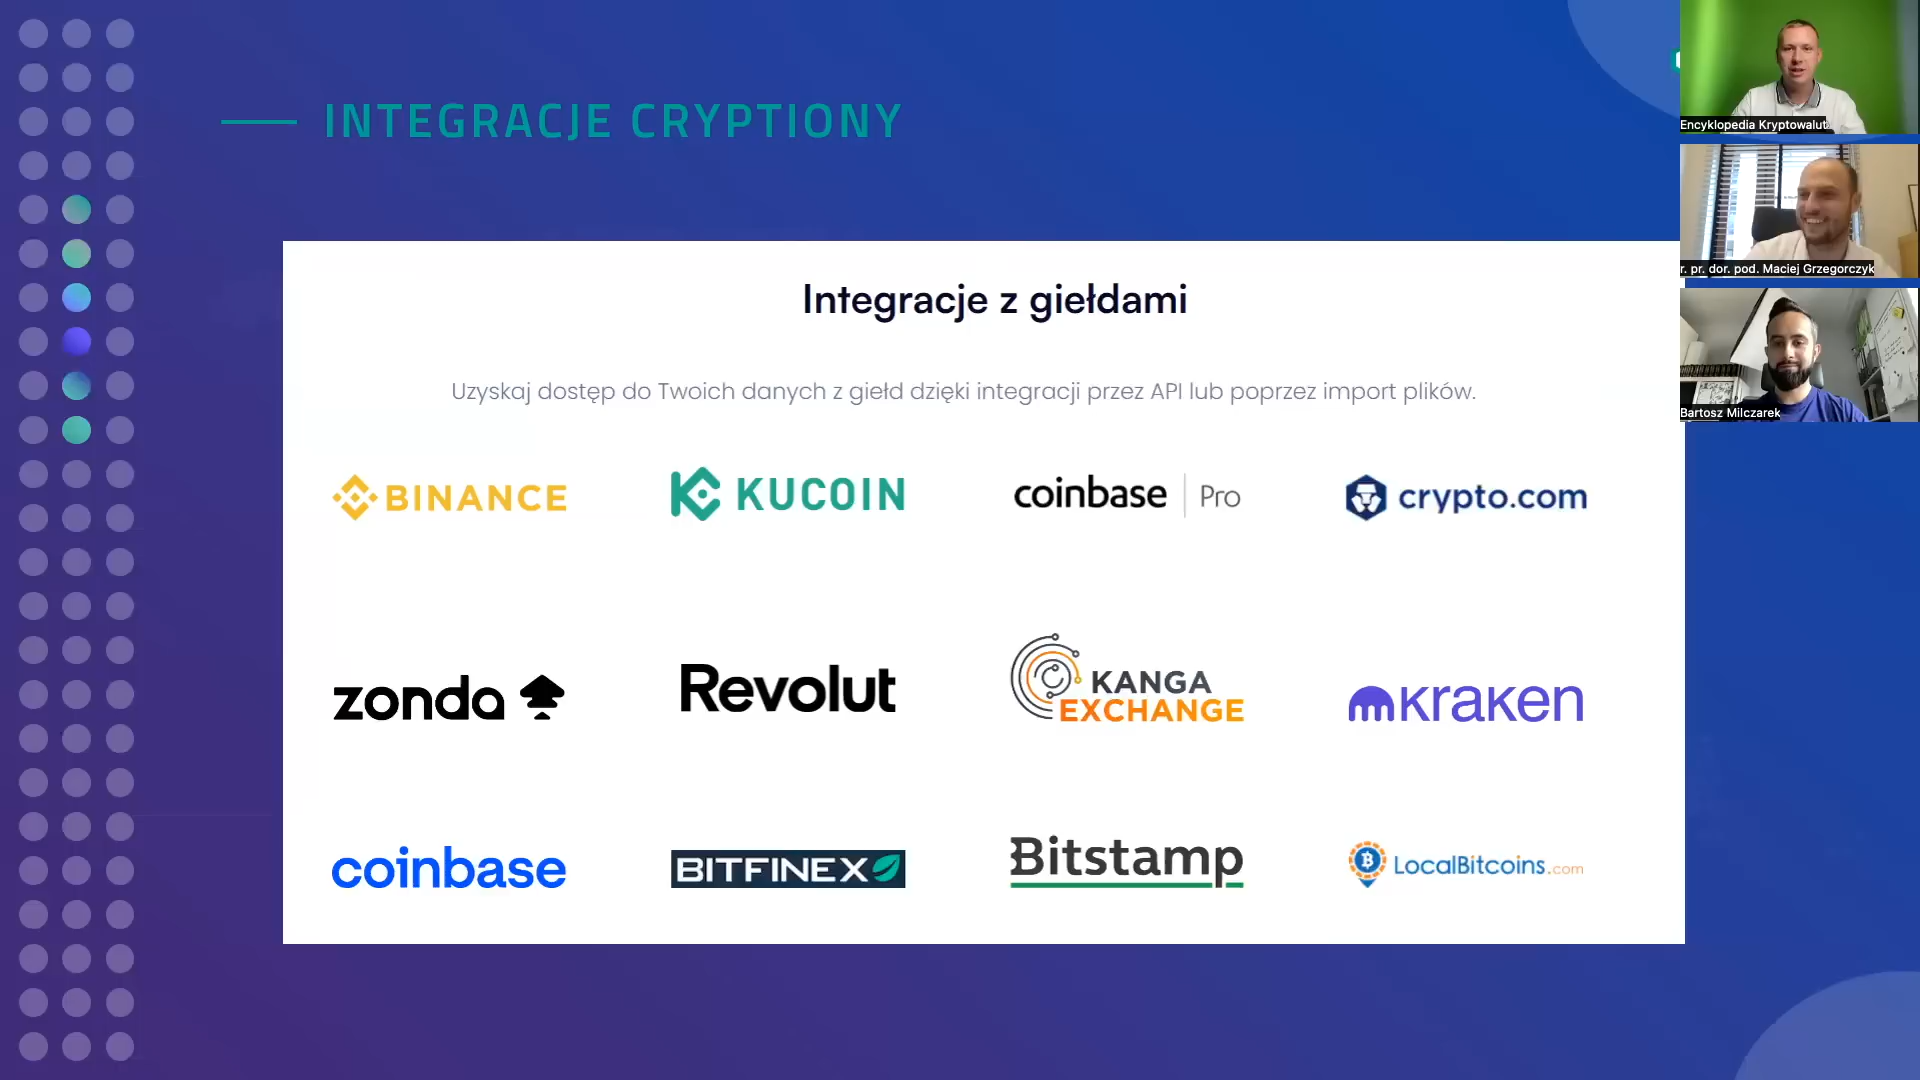 INTEGRACJE CRYPTIONY
Encyklopedia Kryptowalut
r. pr. dor. pod. Maciej Grzegorczyk
Bartosz Milczarek
Integracje z giełdami
Uzyskaj dostęp do Twoich danych z giełd dzięki integracji przez API lub poprzez import plików.
BINANCE
KUCOIN
coinbase Pro
crypto.com
zonda
Revolut
KANGA
EXCHANGE
kraken
coinbase
BITFINEX
Bitstamp
LocalBitcoins.com